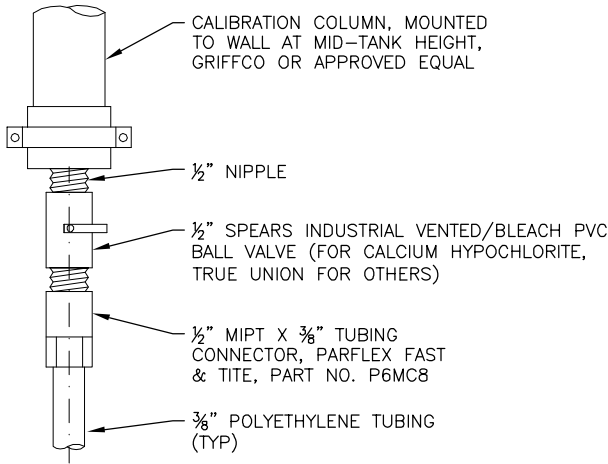 CALIBRATION COLUMN, MOUNTED
TO WALL AT MID-TANK HEIGHT,
GRIFFCO OR APPROVED EQUAL
½" NIPPLE
½" SPEARS INDUSTRIAL VENTED/BLEACH PVC
BALL VALVE (FOR CALCIUM HYPOCHLORITE,
TRUE UNION FOR OTHERS)
½" MIPT X ⅜" TUBING
CONNECTOR, PARFLEX FAST
& TITE, PART NO. P6MC8
⅜" POLYETHYLENE TUBING
(TYP)